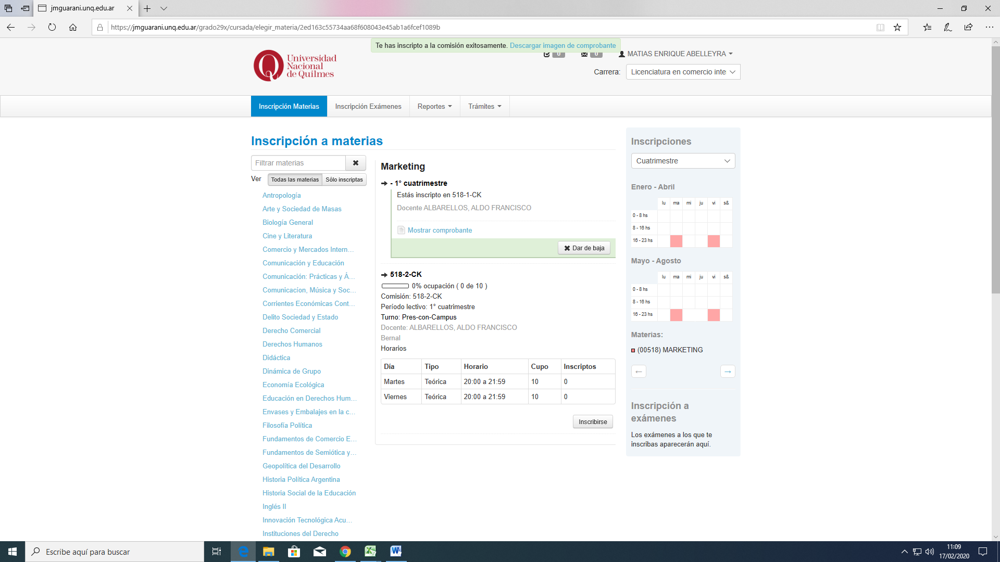 jmguarani.unq.edu.ar
https://jmguarani.unq.edu.ar/grado29x/cursada/elegir_materia/2ed163c55734aa68f608043e45ab1a6fcef1089b
Te has inscripto a la comisión exitosamente. Descargar imagen de comprobante
0
0
MATIAS ENRIQUE ABELLEYRA
Universidad
Nacional
de Quilmes
Carrera: Licenciatura en comercio inte
Inscripción Materias
Inscripción Exámenes
Reportes
Trámites
Inscripción a materias
Filtrar materias
Ver Todas las materias Sólo inscriptas
Antropología
Arte y Sociedad de Masas
Biología General
Cine y Literatura
Comercio y Mercados Intern...
Comunicación y Educación
Comunicación: Prácticas y Á...
Comunicacíon, Música y Soc...
Corrientes Económicas Cont...
Delito Sociedad y Estado
Derecho Comercial
Derechos Humanos
Didáctica
Dinámica de Grupo
Economía Ecológica
Educación en Derechos Hum...
Envases y Embalajes en la c...
Filosofía Política
Fundamentos de Comercio E...
Fundamentos de Semiótica y...
Geopolítica del Desarrollo
Historia Política Argentina
Historia Social de la Educación
Inglés II
Innovación Tecnológica Acu...
Instituciones del Derecho
Marketing
- 1° cuatrimestre
Estás inscripto en 518-1-CK
Docente ALBARELLOS, ALDO FRANCISCO
Mostrar comprobante
Dar de baja
518-2-CK
0% ocupación ( 0 de 10 )
Comisión: 518-2-CK
Período lectivo: 1° cuatrimestre
Turno: Pres-con-Campus
Docente: ALBARELLOS, ALDO FRANCISCO
Bernal
Horarios
Día Tipo Horario Cupo Inscriptos
Martes Teórica 20:00 a 21:59 10 0
Viernes Teórica 20:00 a 21:59 10 0
Inscribirse
Inscripciones
Cuatrimestre
Enero - Abril
lu ma mi ju vi s&
0 - 8 hs
8 - 16 hs
16 - 23 hs
Mayo - Agosto
lu ma mi ju vi s&
0 - 8 hs
8 - 16 hs
16 - 23 hs
Materias:
(00518) MARKETING
Inscripción a
exámenes
Los exámenes a los que te
inscribas aparecerán aquí.
Escribe aquí para buscar
11:09
17/02/2020